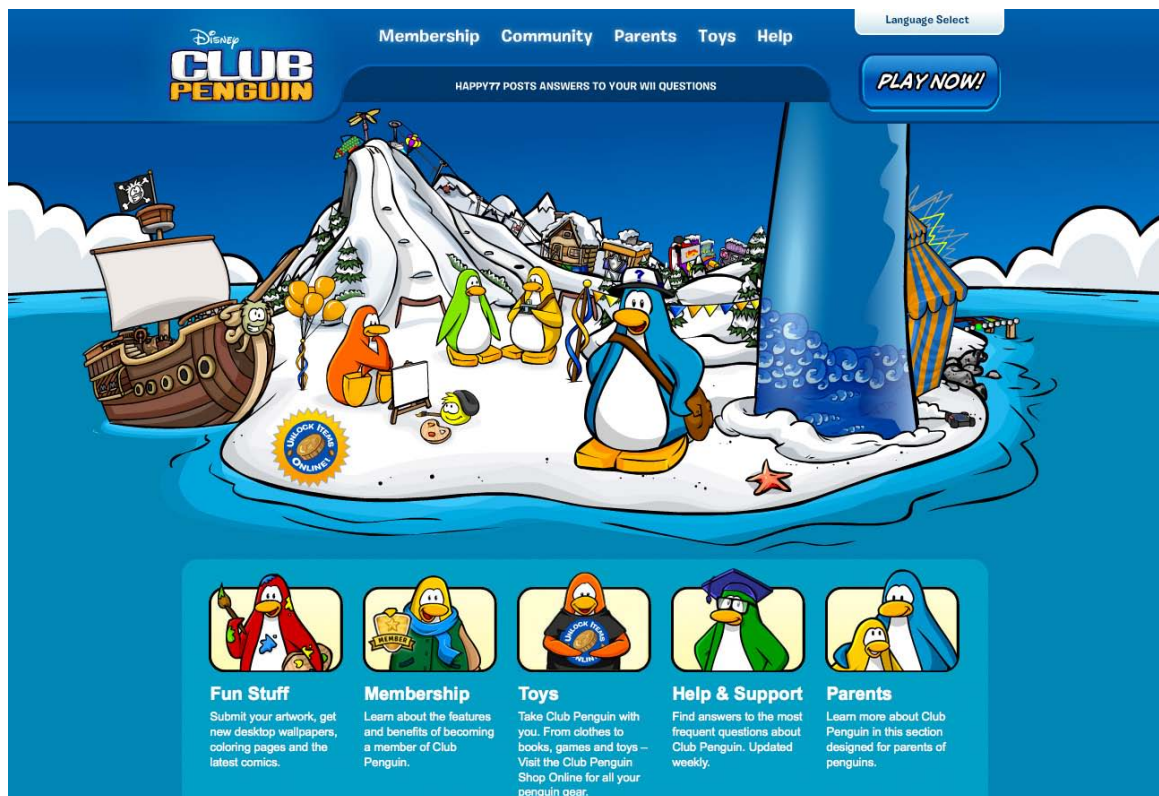 Disney
CLUB
PENGUIN
Membership Community Parents Toys Help
Language Select
HAPPY77 POSTS ANSWERS TO YOUR WII QUESTIONS
PLAY NOW!
?
UNLOCK ITEMS
ONLINE!
MEMBER
UNLOCK ITEMS
ONLIN
Fun Stuff
Submit your artwork, get
new desktop wallpapers,
coloring pages and the
latest comics.
Membership
Learn about the features
and benefits of becoming
a member of Club
Penguin.
Toys
Take Club Penguin with
you. From clothes to
books, games and toys –
Visit the Club Penguin
Shop Online for all your
penguin gear.
Help & Support
Find answers to the most
frequent questions about
Club Penguin. Updated
weekly.
Parents
Learn more about Club
Penguin in this section
designed for parents of
penguins.